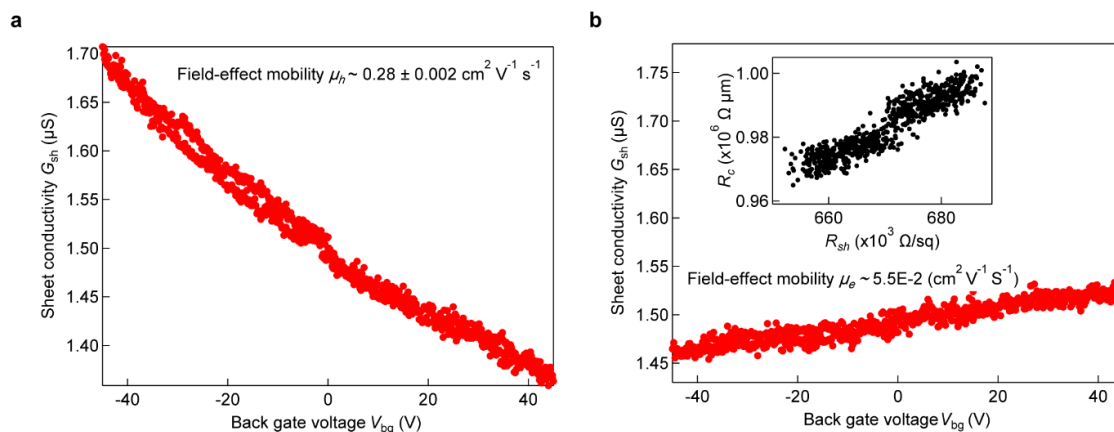 a
Field-effect mobility μh ~ 0.28 ± 0.002 cm² V⁻¹ s⁻¹
Sheet conductivity Gsh (μS)
1.70
1.65
1.60
1.55
1.50
1.45
1.40
-40
-20
0
20
40
Back gate voltage Vbg (V)
b
Sheet conductivity Gsh (μS)
1.75
1.70
1.65
1.60
1.55
1.50
1.45
Rc (x10⁶ Ω μm)
1.00
0.98
0.96
660
680
Rsh (x10³ Ω/sq)
Field-effect mobility μe ~ 5.5E-2 (cm² V⁻¹ S⁻¹)
-40
-20
0
20
40
Back gate voltage Vbg (V)